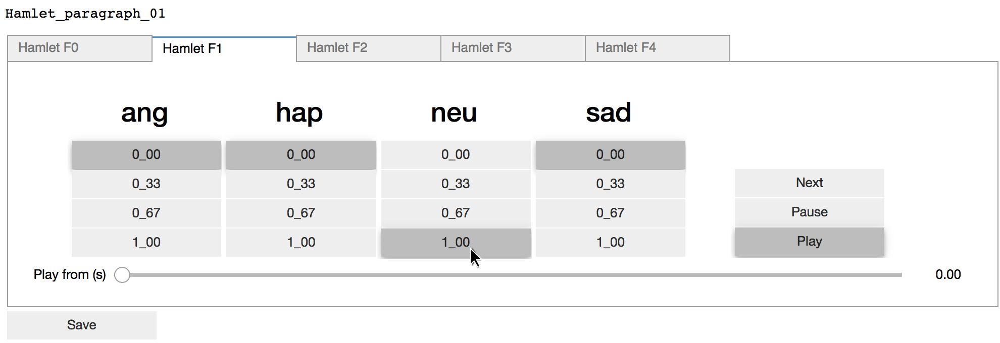 Hamlet_paragraph_01
Hamlet F0 Hamlet F1 Hamlet F2 Hamlet F3 Hamlet F4
ang hap neu sad
0_00 0_00 0_00 0_00
0_33 0_33 0_33 0_33 Next
0_67 0_67 0_67 0_67 Pause
1_00 1_00 1_00 1_00 Play
Play from (s) 0.00
Save